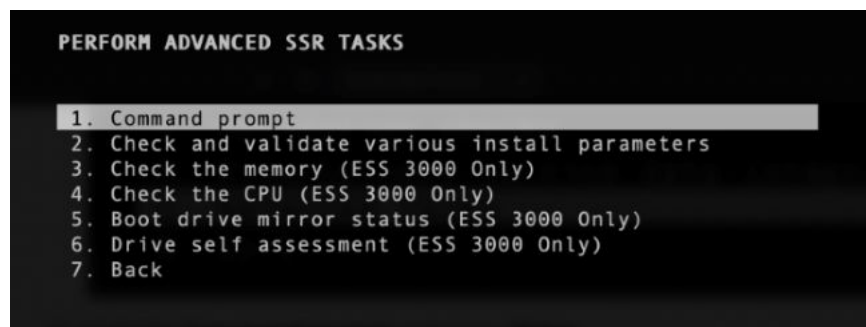 PERFORM ADVANCED SSR TASKS
1. Command prompt
2. Check and validate various install parameters
3. Check the memory (ESS 3000 Only)
4. Check the CPU (ESS 3000 Only)
5. Boot drive mirror status (ESS 3000 Only)
6. Drive self assessment (ESS 3000 Only)
7. Back